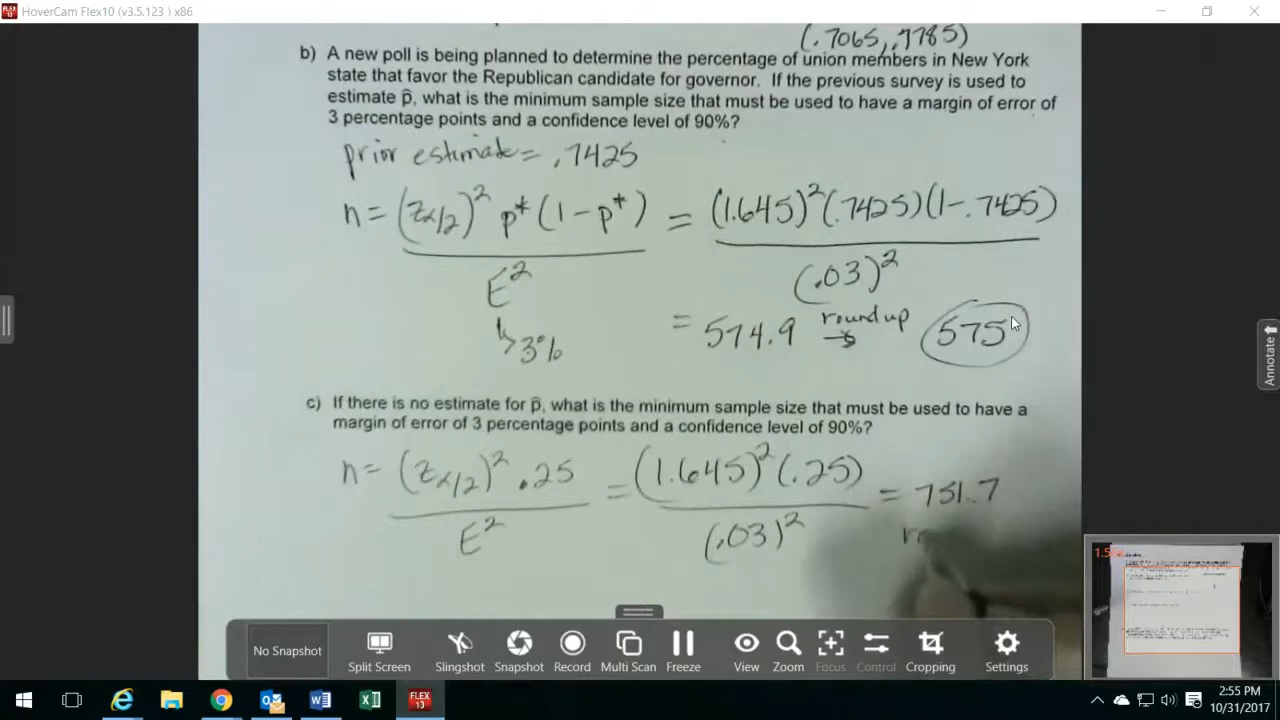 HoverCam Flex10 (v3.5.123 ) x86
(.7065, .7785)
b) A new poll is being planned to determine the percentage of union members in New York
state that favor the Republican candidate for governor. If the previous survey is used to
estimate p̂, what is the minimum sample size that must be used to have a margin of error of
3 percentage points and a confidence level of 90%?
prior estimate = .7425
n = (zα/2)² p* (1 - p*) = (1.645)² (.7425)(1-.7425)
E² (.03)²
↳ 3%
= 574.9 round up → 575
c) If there is no estimate for p̂, what is the minimum sample size that must be used to have a
margin of error of 3 percentage points and a confidence level of 90%?
n = (zα/2)² .25 = (1.645)² (.25) = 751.7
E² (.03)²
Annotate
No Snapshot
Split Screen
Slingshot
Snapshot
Record
Multi Scan
Freeze
View
Zoom
Focus
Control
Cropping
Settings
FLEX
13
2:55 PM
10/31/2017